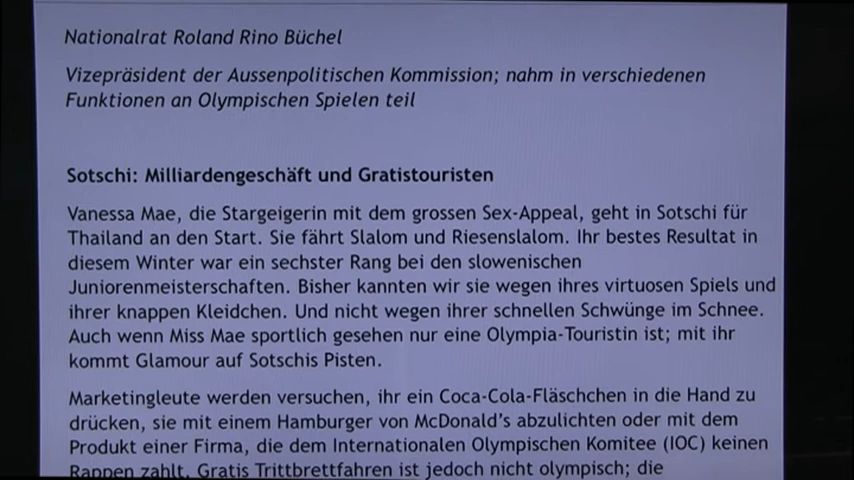 Nationalrat Roland Rino Büchel
Vizepräsident der Aussenpolitischen Kommission; nahm in verschiedenen
Funktionen an Olympischen Spielen teil
Sotschi: Milliardengeschäft und Gratistouristen
Vanessa Mae, die Stargeigerin mit dem grossen Sex-Appeal, geht in Sotschi für
Thailand an den Start. Sie fährt Slalom und Riesenslalom. Ihr bestes Resultat in
diesem Winter war ein sechster Rang bei den slowenischen
Juniorenmeisterschaften. Bisher kannten wir sie wegen ihres virtuosen Spiels und
ihrer knappen Kleidchen. Und nicht wegen ihrer schnellen Schwünge im Schnee.
Auch wenn Miss Mae sportlich gesehen nur eine Olympia-Touristin ist; mit ihr
kommt Glamour auf Sotschis Pisten.
Marketingleute werden versuchen, ihr ein Coca-Cola-Fläschchen in die Hand zu
drücken, sie mit einem Hamburger von McDonald's abzulichten oder mit dem
Produkt einer Firma, die dem Internationalen Olympischen Komitee (IOC) keinen
Rappen zahlt. Gratis Trittbrettfahren ist jedoch nicht olympisch; die